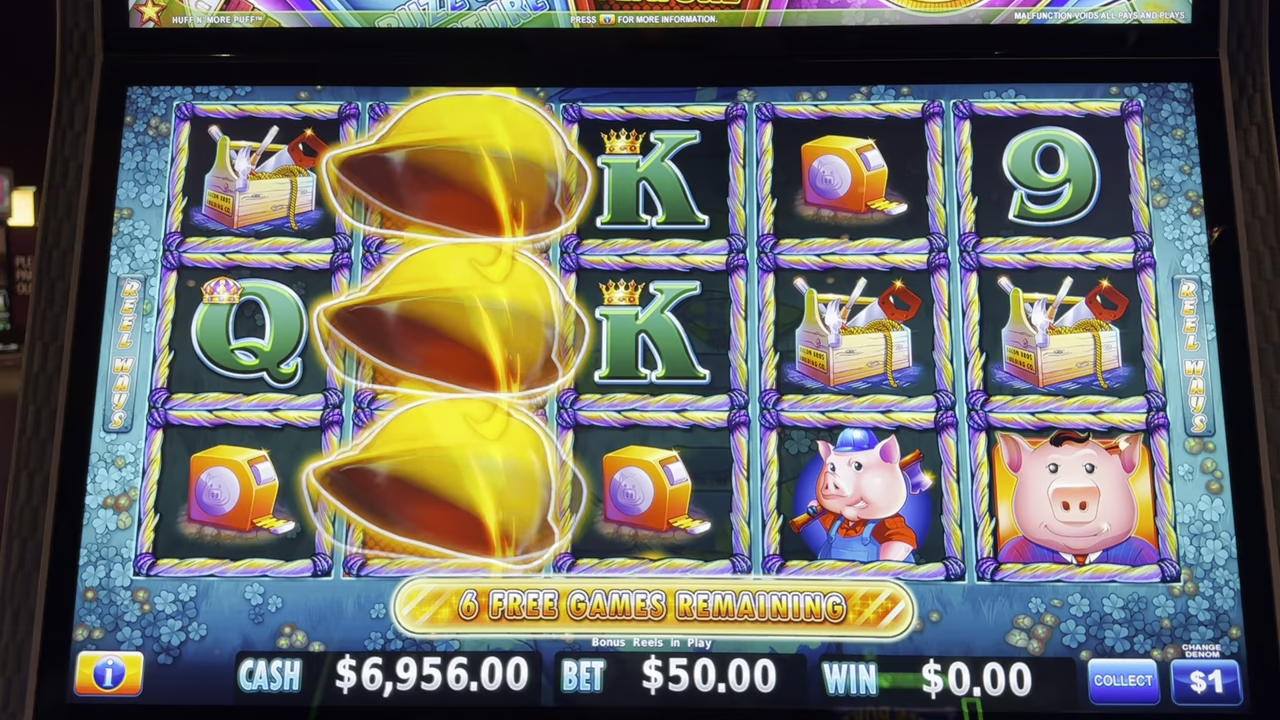 HUFF N' MORE PUFF™
PRESS i FOR MORE INFORMATION.
MALFUNCTION VOIDS ALL PAYS AND PLAYS.
K
9
Q
K
REEL WAYS
REEL WAYS
6 FREE GAMES REMAINING
Bonus Reels in Play
i
CASH $6,956.00
BET $50.00
WIN $0.00
COLLECT
CHANGE
DENOM
$1